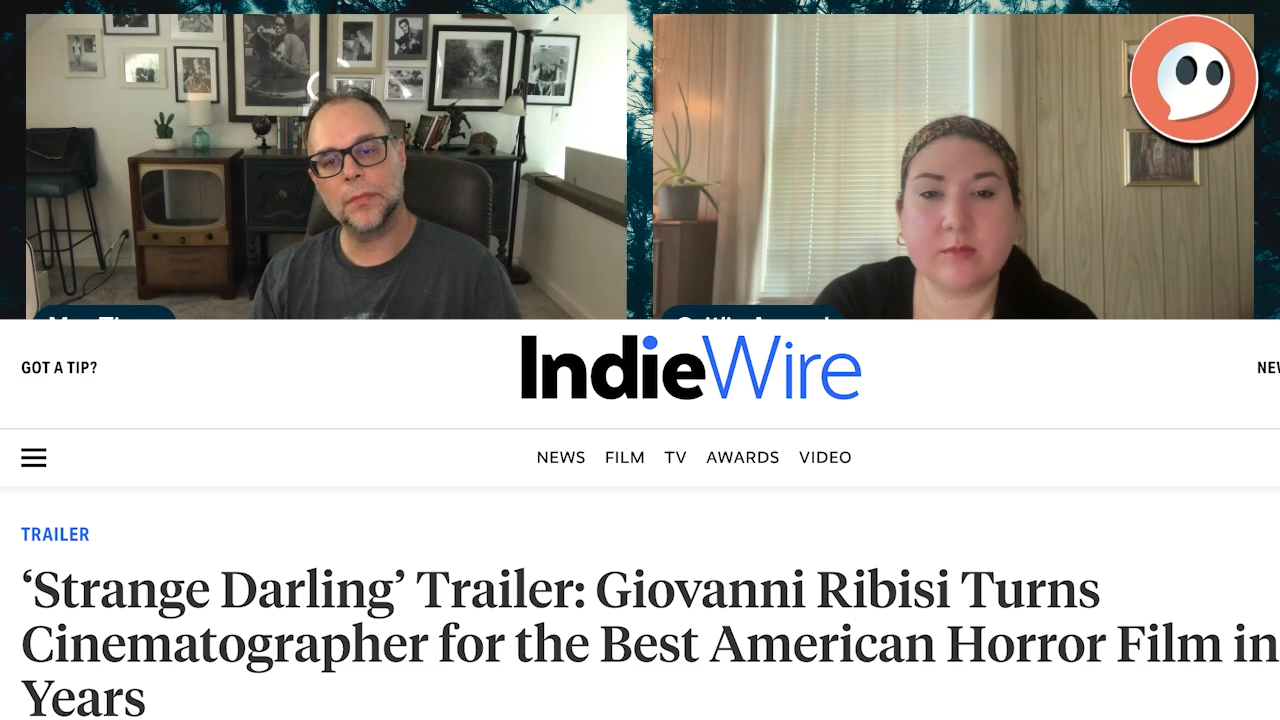 GOT A TIP?
IndieWire
NEWS FILM TV AWARDS VIDEO
TRAILER
‘Strange Darling’ Trailer: Giovanni Ribisi Turns
Cinematographer for the Best American Horror Film in
Years